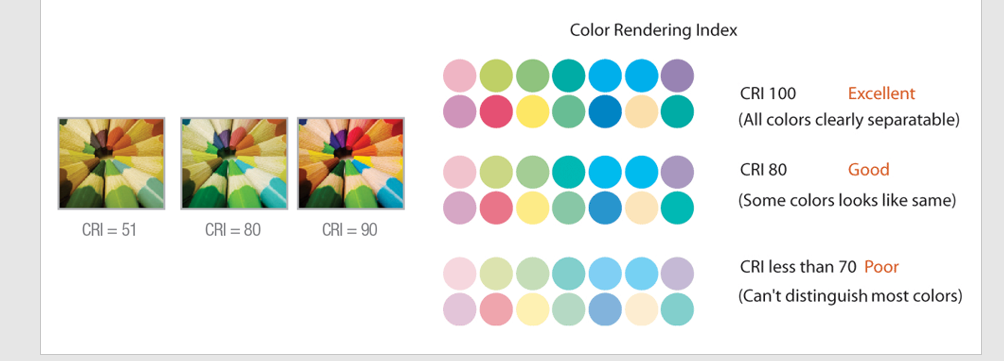 Color Rendering Index
CRI 100 Excellent
(All colors clearly separatable)
CRI 80 Good
(Some colors looks like same)
CRI less than 70 Poor
(Can't distinguish most colors)
CRI = 51
CRI = 80
CRI = 90